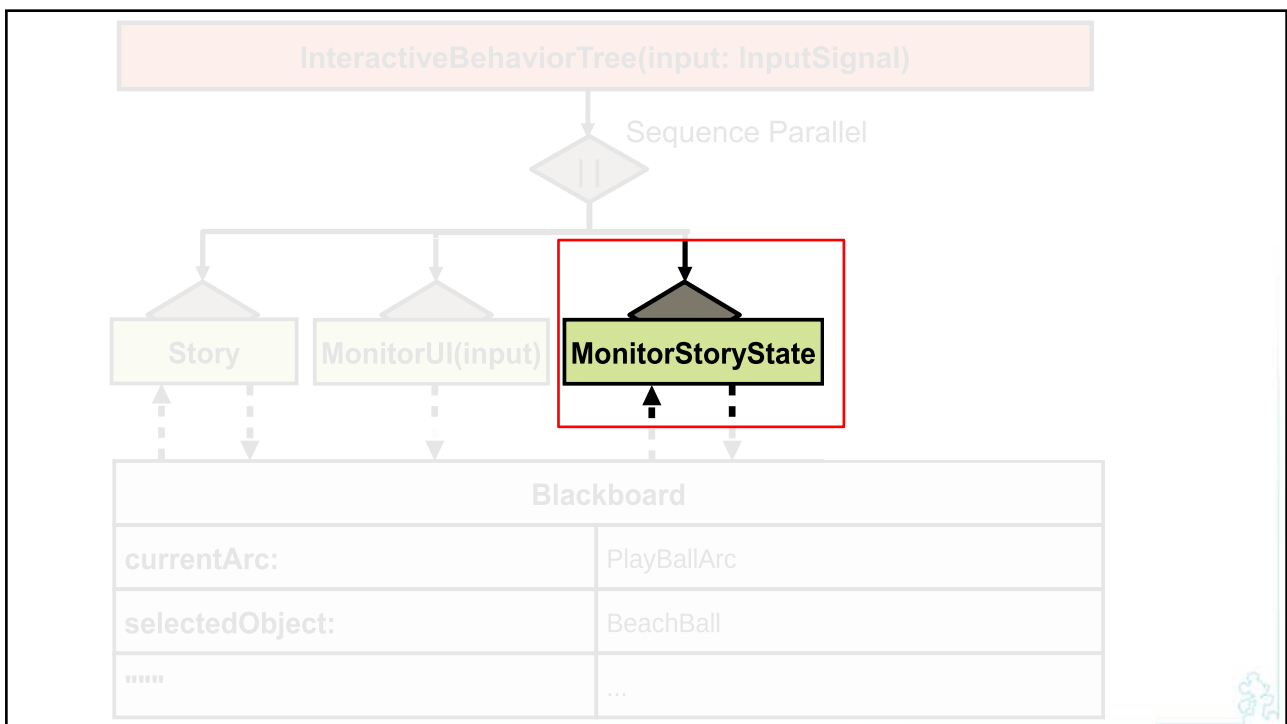 InteractiveBehaviorTree(input: InputSignal)
Sequence Parallel
||
Story
MonitorUI(input)
MonitorStoryState
Blackboard
currentArc:
PlayBallArc
selectedObject:
BeachBall
"""
...